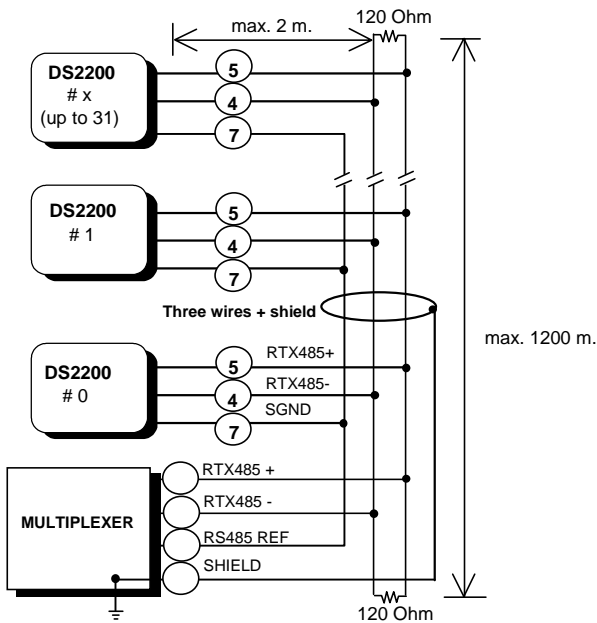 max. 2 m.
120 Ohm
DS2200
# x
(up to 31)
5
4
7
DS2200
# 1
5
4
7
Three wires + shield
max. 1200 m.
DS2200
# 0
5
RTX485+
4
RTX485-
7
SGND
MULTIPLEXER
RTX485 +
RTX485 -
RS485 REF
SHIELD
120 Ohm